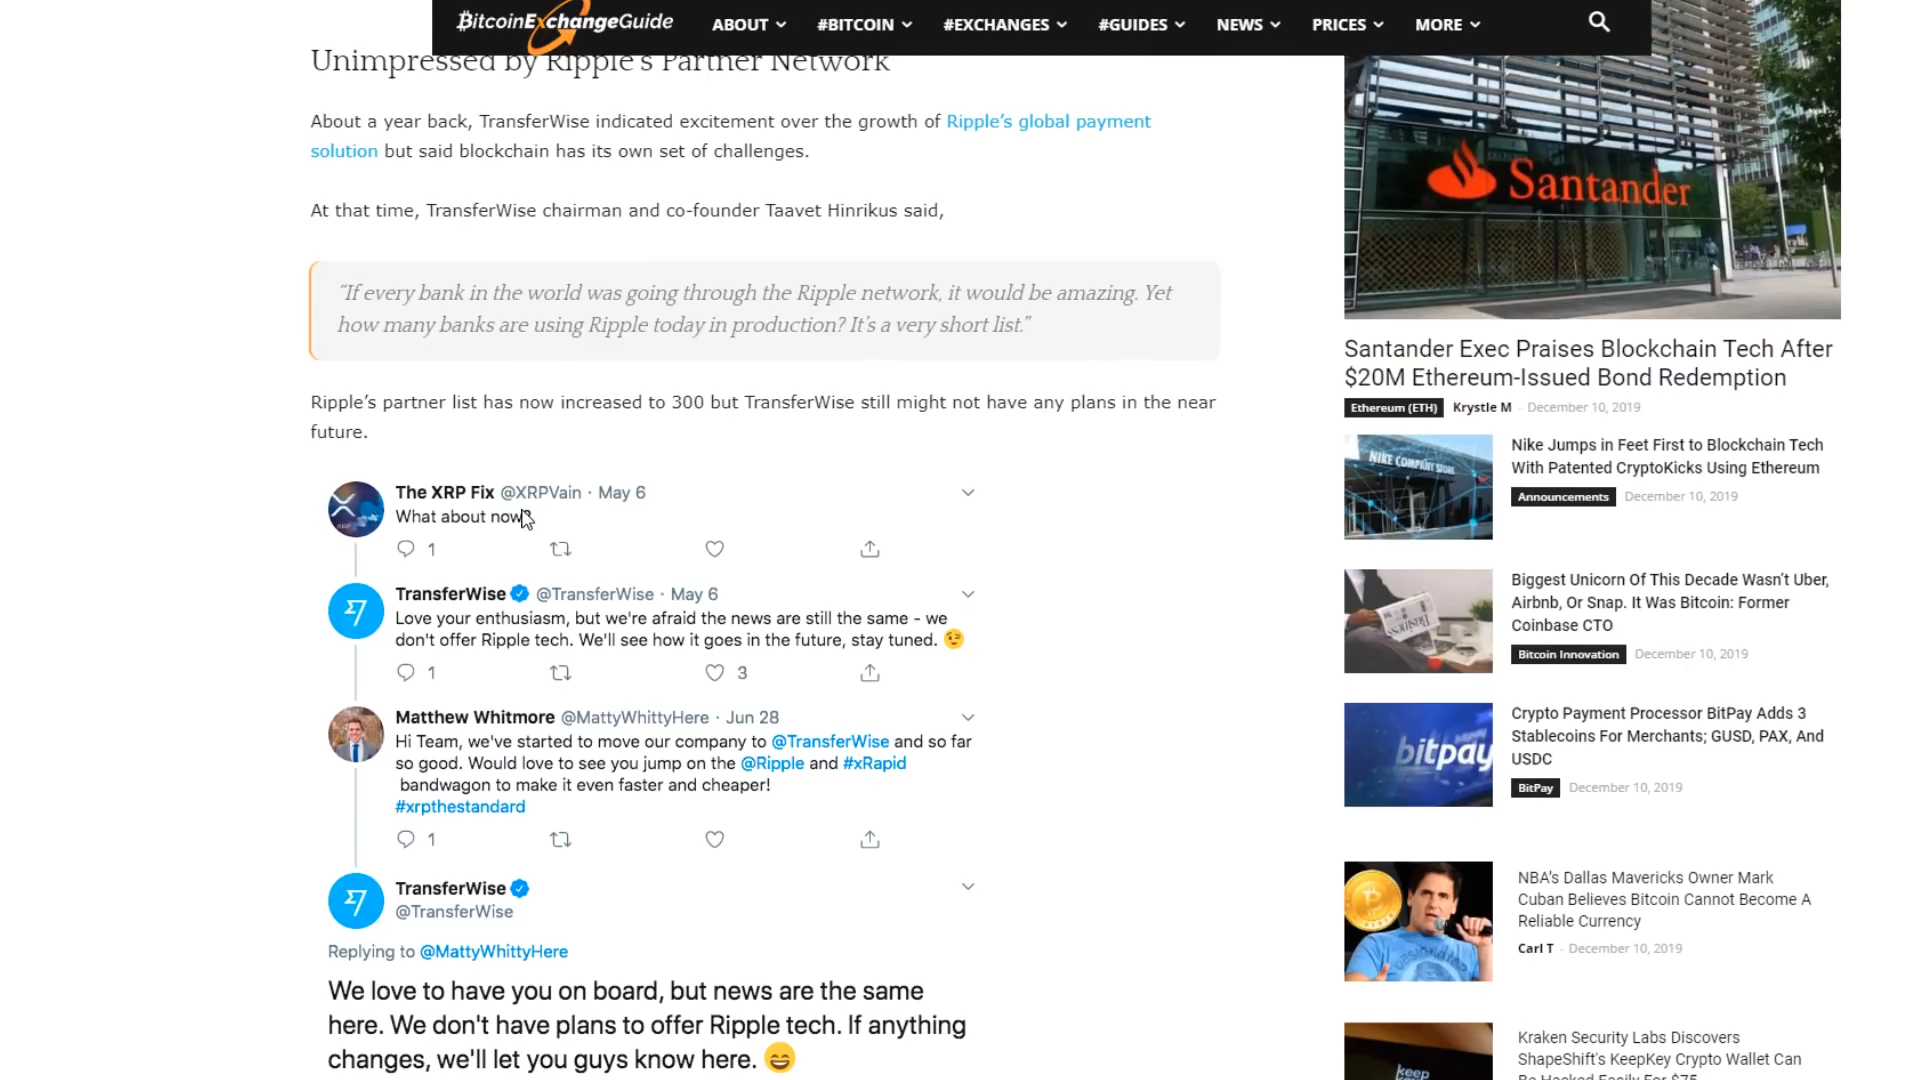 BitcoinExchangeGuide
ABOUT
#BITCOIN
#EXCHANGES
#GUIDES
NEWS
PRICES
MORE
Unimpressed by Ripple's Partner Network
About a year back, TransferWise indicated excitement over the growth of Ripple's global payment
solution but said blockchain has its own set of challenges.
At that time, TransferWise chairman and co-founder Taavet Hinrikus said,
“If every bank in the world was going through the Ripple network, it would be amazing. Yet
how many banks are using Ripple today in production? It's a very short list.”
Ripple's partner list has now increased to 300 but TransferWise still might not have any plans in the near
future.
The XRP Fix @XRPVain · May 6
What about now?
1
TransferWise @TransferWise · May 6
Love your enthusiasm, but we're afraid the news are still the same - we
don't offer Ripple tech. We'll see how it goes in the future, stay tuned. 😉
1
3
Matthew Whitmore @MattyWhittyHere · Jun 28
Hi Team, we've started to move our company to @TransferWise and so far
so good. Would love to see you jump on the @Ripple and #xRapid
bandwagon to make it even faster and cheaper!
#xrpthestandard
1
TransferWise
@TransferWise
Replying to @MattyWhittyHere
We love to have you on board, but news are the same
here. We don't have plans to offer Ripple tech. If anything
changes, we'll let you guys know here. 😄
Santander
Santander Exec Praises Blockchain Tech After
$20M Ethereum-Issued Bond Redemption
Ethereum (ETH) Krystle M - December 10, 2019
NIKE COMPANY STORE
Nike Jumps in Feet First to Blockchain Tech
With Patented CryptoKicks Using Ethereum
Announcements December 10, 2019
Biggest Unicorn Of This Decade Wasn't Uber,
Airbnb, Or Snap. It Was Bitcoin: Former
Coinbase CTO
Bitcoin Innovation December 10, 2019
bitpay
Crypto Payment Processor BitPay Adds 3
Stablecoins For Merchants; GUSD, PAX, And
USDC
BitPay December 10, 2019
NBA's Dallas Mavericks Owner Mark
Cuban Believes Bitcoin Cannot Become A
Reliable Currency
Carl T - December 10, 2019
keep
Kraken Security Labs Discovers
ShapeShift's KeepKey Crypto Wallet Can
Be Hacked Easily For $75